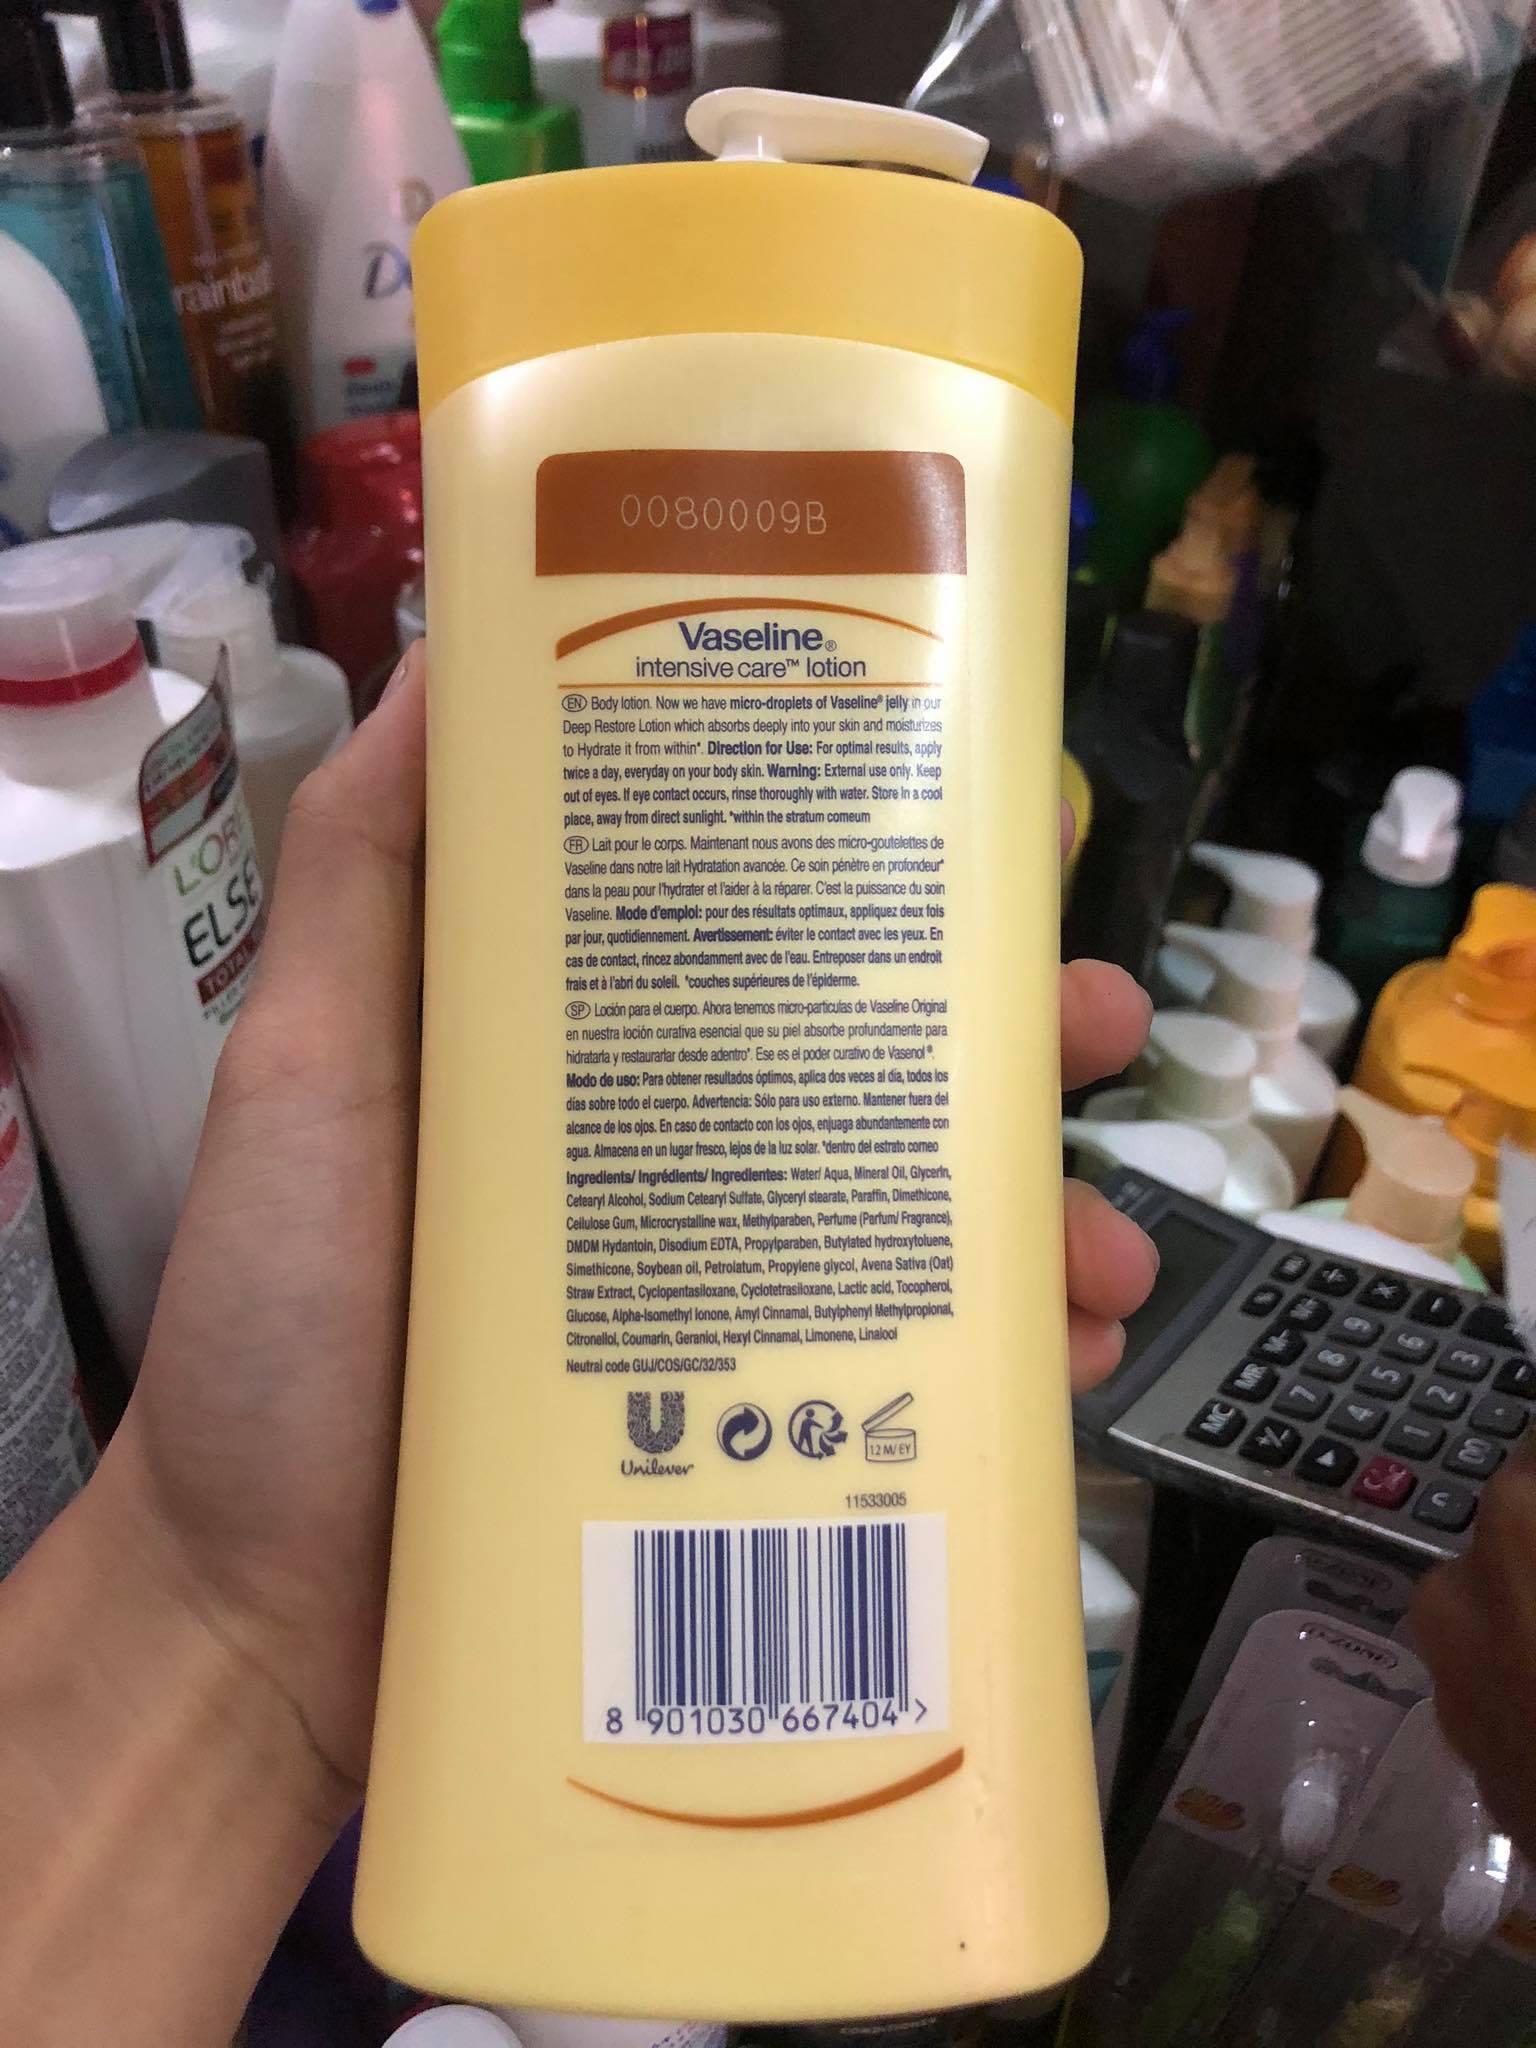 0080009B
Vaseline®
intensive care™ lotion
EN Body lotion. Now we have micro-droplets of Vaseline® jelly in our
Deep Restore Lotion which absorbs deeply into your skin and moisturizes
to Hydrate it from within*. Direction for Use: For optimal results, apply
twice a day, everyday on your body skin. Warning: External use only. Keep
out of eyes. If eye contact occurs, rinse thoroughly with water. Store in a cool
place, away from direct sunlight. *within the stratum corneum
FR Lait pour le corps. Maintenant nous avons des micro-goutelettes de
Vaseline dans notre lait Hydratation avancée. Ce soin pénètre en profondeur*
dans la peau pour l'hydrater et l'aider à la réparer. C'est la puissance du soin
Vaseline. Mode d'emploi: pour des résultats optimaux, appliquez deux fois
par jour, quotidiennement. Avertissement: éviter le contact avec les yeux. En
cas de contact, rincez abondamment avec de l'eau. Entreposer dans un endroit
frais et à l'abri du soleil. *couches supérieures de l'épiderme.
SP Loción para el cuerpo. Ahora tenemos micro-particulas de Vaseline Original
en nuestra loción curativa esencial que su piel absorbe profundamente para
hidratarla y restaurarlar desde adentro*. Ese es el poder curativo de Vasenol®.
Modo de uso: Para obtener resultados óptimos, aplica dos veces al día, todos los
días sobre todo el cuerpo. Advertencia: Sólo para uso externo. Mantener fuera del
alcance de los ojos. En caso de contacto con los ojos, enjuaga abundantemente con
agua. Almacena en un lugar fresco, lejos de la luz solar. *dentro del estrato corneo
Ingredients/ Ingrédients/ Ingredientes: Water/ Aqua, Mineral Oil, Glycerin,
Cetearyl Alcohol, Sodium Cetearyl Sulfate, Glyceryl stearate, Paraffin, Dimethicone,
Cellulose Gum, Microcrystalline wax, Methylparaben, Perfume (Parfum/ Fragrance),
DMDM Hydantoin, Disodium EDTA, Propylparaben, Butylated hydroxytoluene,
Simethicone, Soybean oil, Petrolatum, Propylene glycol, Avena Sativa (Oat)
Straw Extract, Cyclopentasiloxane, Cyclotetrasiloxane, Lactic acid, Tocopherol,
Glucose, Alpha-Isomethyl Ionone, Amyl Cinnamal, Butylphenyl Methylpropional,
Citronellol, Coumarin, Geraniol, Hexyl Cinnamal, Limonene, Linalool
Neutral code GUJ/COS/GC/32/353
Unilever
12 M/ EY
11533005
8 901030 667404 >
L'OR
ELSE
TOTA
MU ÷ × -
M+ 9 6 3
M- 8 5 2
MR 7 4 1
MC +/-
00